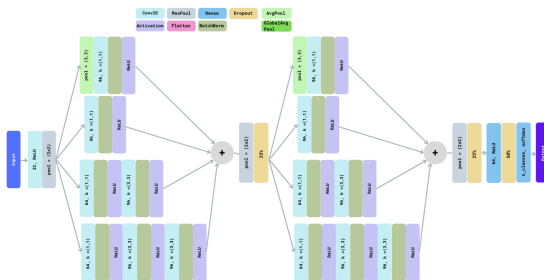 Conv2D MaxPool Dense Dropout AvgPool
Activation Flatten BatchNorm GlobalAvg Pool
Input
32, ReLU
pool = (2x2)
pool = (3,3)
96, k =(1,1)
ReLU
96, k =(1,1)
ReLU
64, k =(1,1)
96, k =(3,3)
ReLU
64, k =(1,1)
ReLU
96, k =(3,3)
ReLU
96, k =(3,3)
ReLU
+
pool = (2x2)
25%
pool = (3,3)
96, k =(1,1)
ReLU
96, k =(1,1)
ReLU
64, k =(1,1)
96, k =(3,3)
ReLU
64, k =(1,1)
ReLU
96, k =(3,3)
ReLU
96, k =(3,3)
ReLU
+
pool = (2x2)
25%
64, ReLU
50%
n_classes, softmax
Output